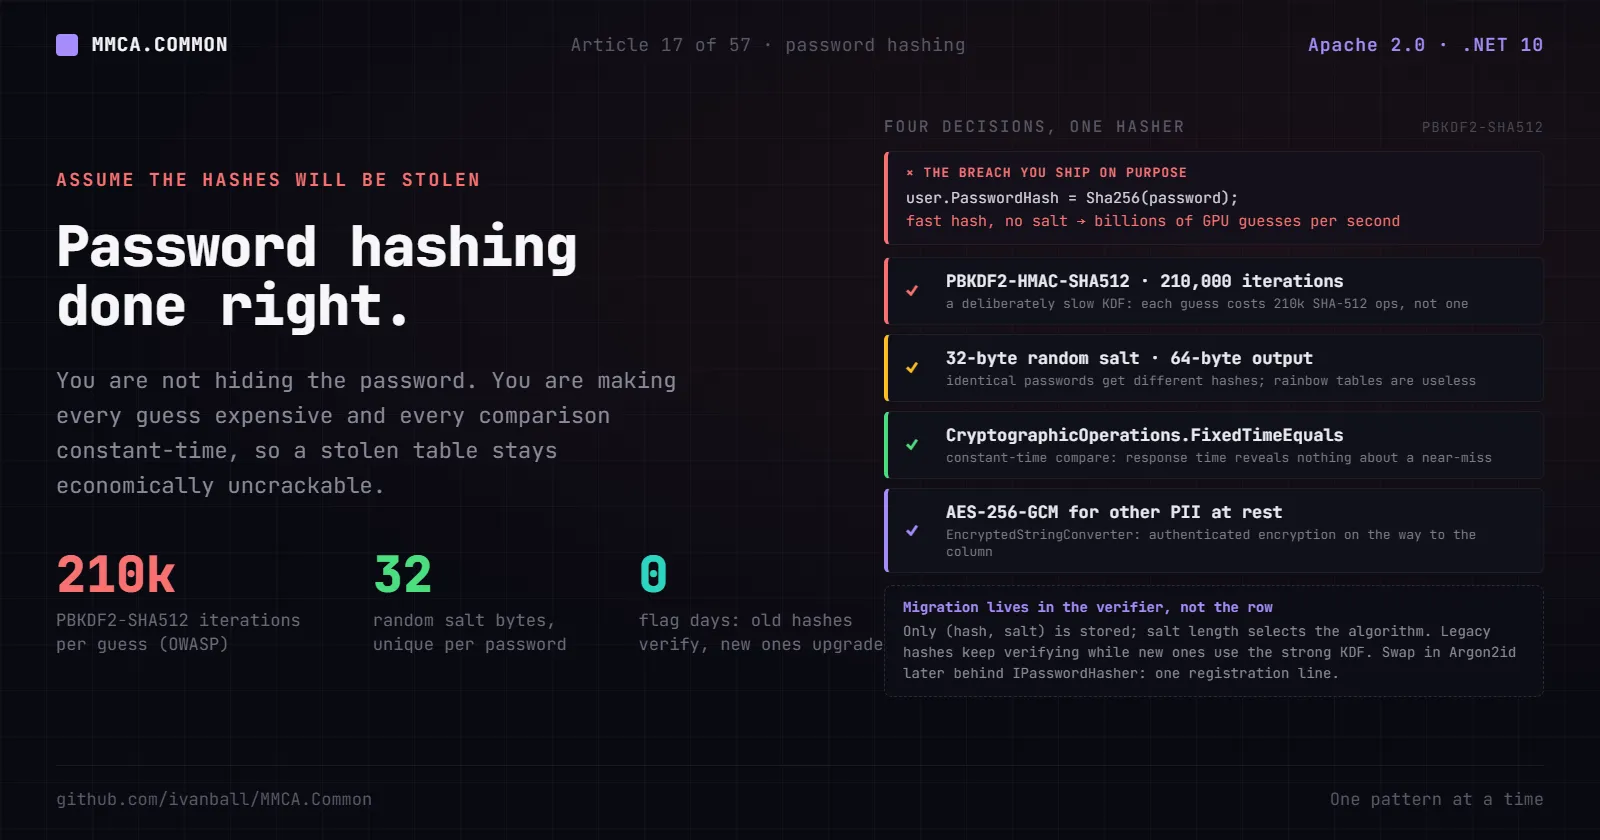 MMCA.COMMON
Article 17 of 57 · password hashing
Apache 2.0 · .NET 10
ASSUME THE HASHES WILL BE STOLEN
Password hashing
done right.
You are not hiding the password. You are making
every guess expensive and every comparison
constant-time, so a stolen table stays
economically uncrackable.
210k
PBKDF2-SHA512 iterations
per guess (OWASP)
32
random salt bytes,
unique per password
0
flag days: old hashes
verify, new ones upgrade
FOUR DECISIONS, ONE HASHER
PBKDF2-SHA512
× THE BREACH YOU SHIP ON PURPOSE
user.PasswordHash = Sha256(password);
fast hash, no salt → billions of GPU guesses per second
✓ PBKDF2-HMAC-SHA512 · 210,000 iterations
a deliberately slow KDF: each guess costs 210k SHA-512 ops, not one
✓ 32-byte random salt · 64-byte output
identical passwords get different hashes; rainbow tables are useless
✓ CryptographicOperations.FixedTimeEquals
constant-time compare: response time reveals nothing about a near-miss
✓ AES-256-GCM for other PII at rest
EncryptedStringConverter: authenticated encryption on the way to the
column
Migration lives in the verifier, not the row
Only (hash, salt) is stored; salt length selects the algorithm. Legacy
hashes keep verifying while new ones use the strong KDF. Swap in Argon2id
later behind IPasswordHasher: one registration line.
github.com/ivanball/MMCA.Common
One pattern at a time